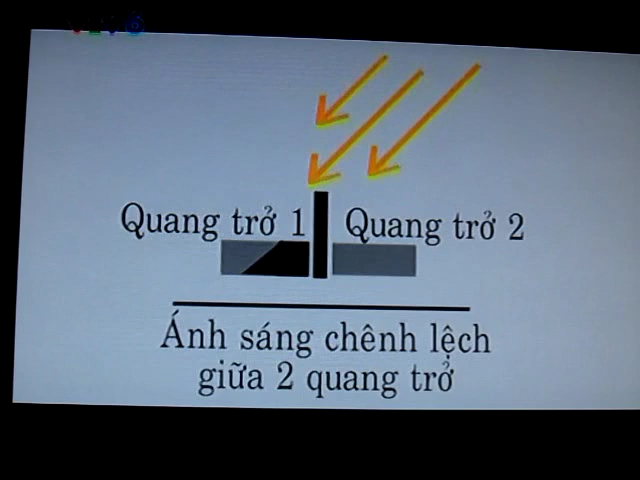 Quang trở 1
Quang trở 2
Ánh sáng chênh lệch
giữa 2 quang trở